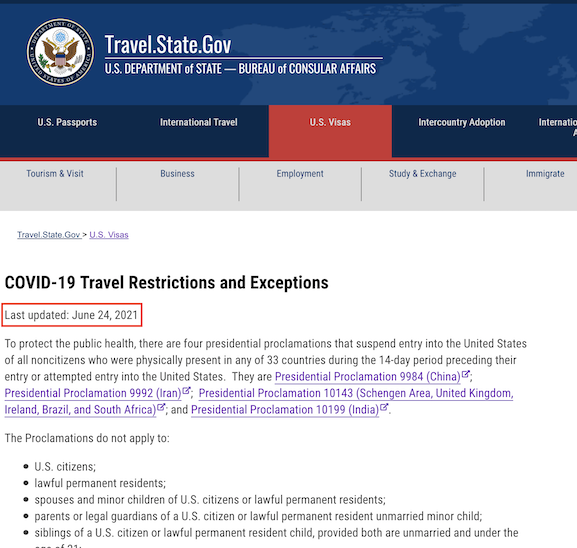 Travel.State.Gov
U.S. DEPARTMENT of STATE — BUREAU of CONSULAR AFFAIRS
U.S. Passports
International Travel
U.S. Visas
Intercountry Adoption
Internatio
A
Tourism & Visit
Business
Employment
Study & Exchange
Immigrate
Travel.State.Gov > U.S. Visas
COVID-19 Travel Restrictions and Exceptions
Last updated: June 24, 2021
To protect the public health, there are four presidential proclamations that suspend entry into the United States
of all noncitizens who were physically present in any of 33 countries during the 14-day period preceding their
entry or attempted entry into the United States. They are Presidential Proclamation 9984 (China);
Presidential Proclamation 9992 (Iran); Presidential Proclamation 10143 (Schengen Area, United Kingdom,
Ireland, Brazil, and South Africa); and Presidential Proclamation 10199 (India).
The Proclamations do not apply to:
• U.S. citizens;
• lawful permanent residents;
• spouses and minor children of U.S. citizens or lawful permanent residents;
• parents or legal guardians of a U.S. citizen or lawful permanent resident unmarried minor child;
• siblings of a U.S. citizen or lawful permanent resident child, provided both are unmarried and under the
age of 21;